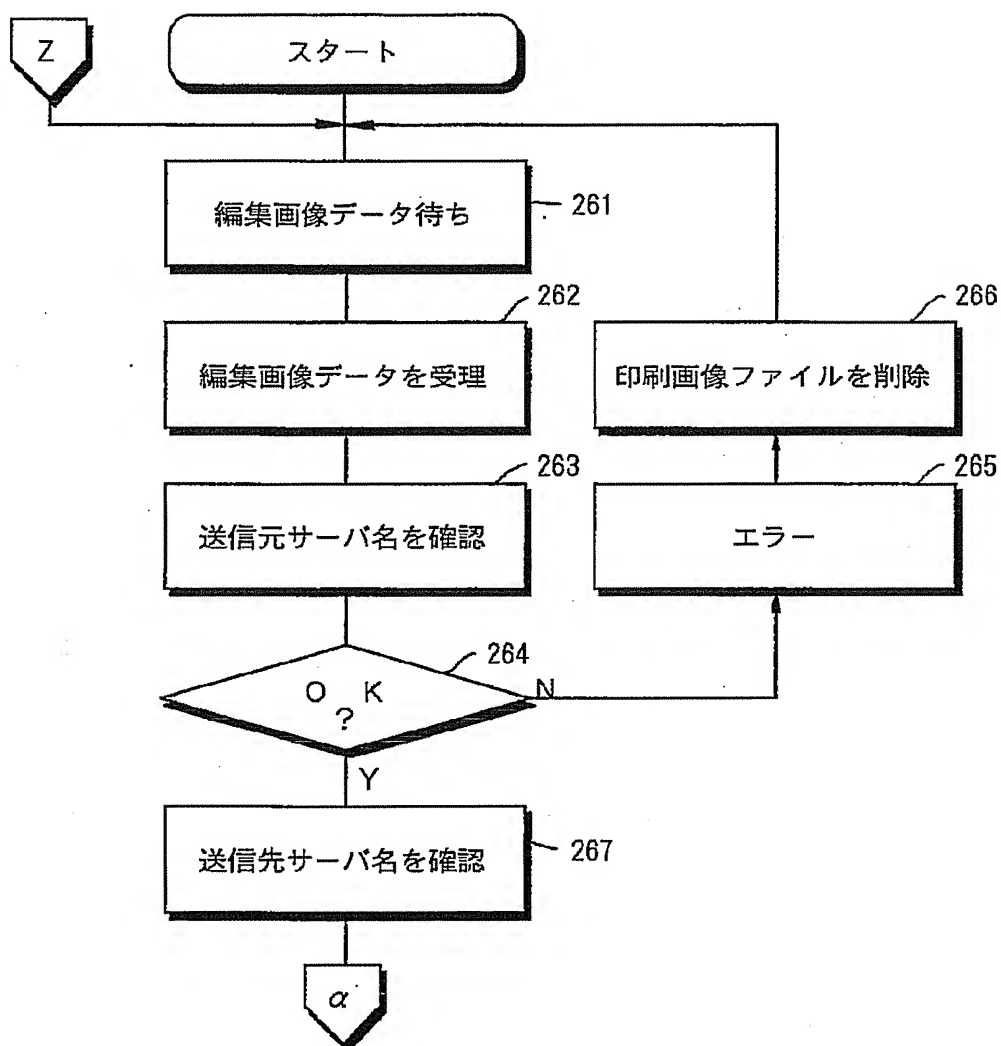 Z
スタート
編集画像データ待ち
261
編集画像データを受理
262
印刷画像ファイルを削除
266
送信元サーバ名を確認
263
エラー
265
O K
?
264
N
Y
送信先サーバ名を確認
267
α